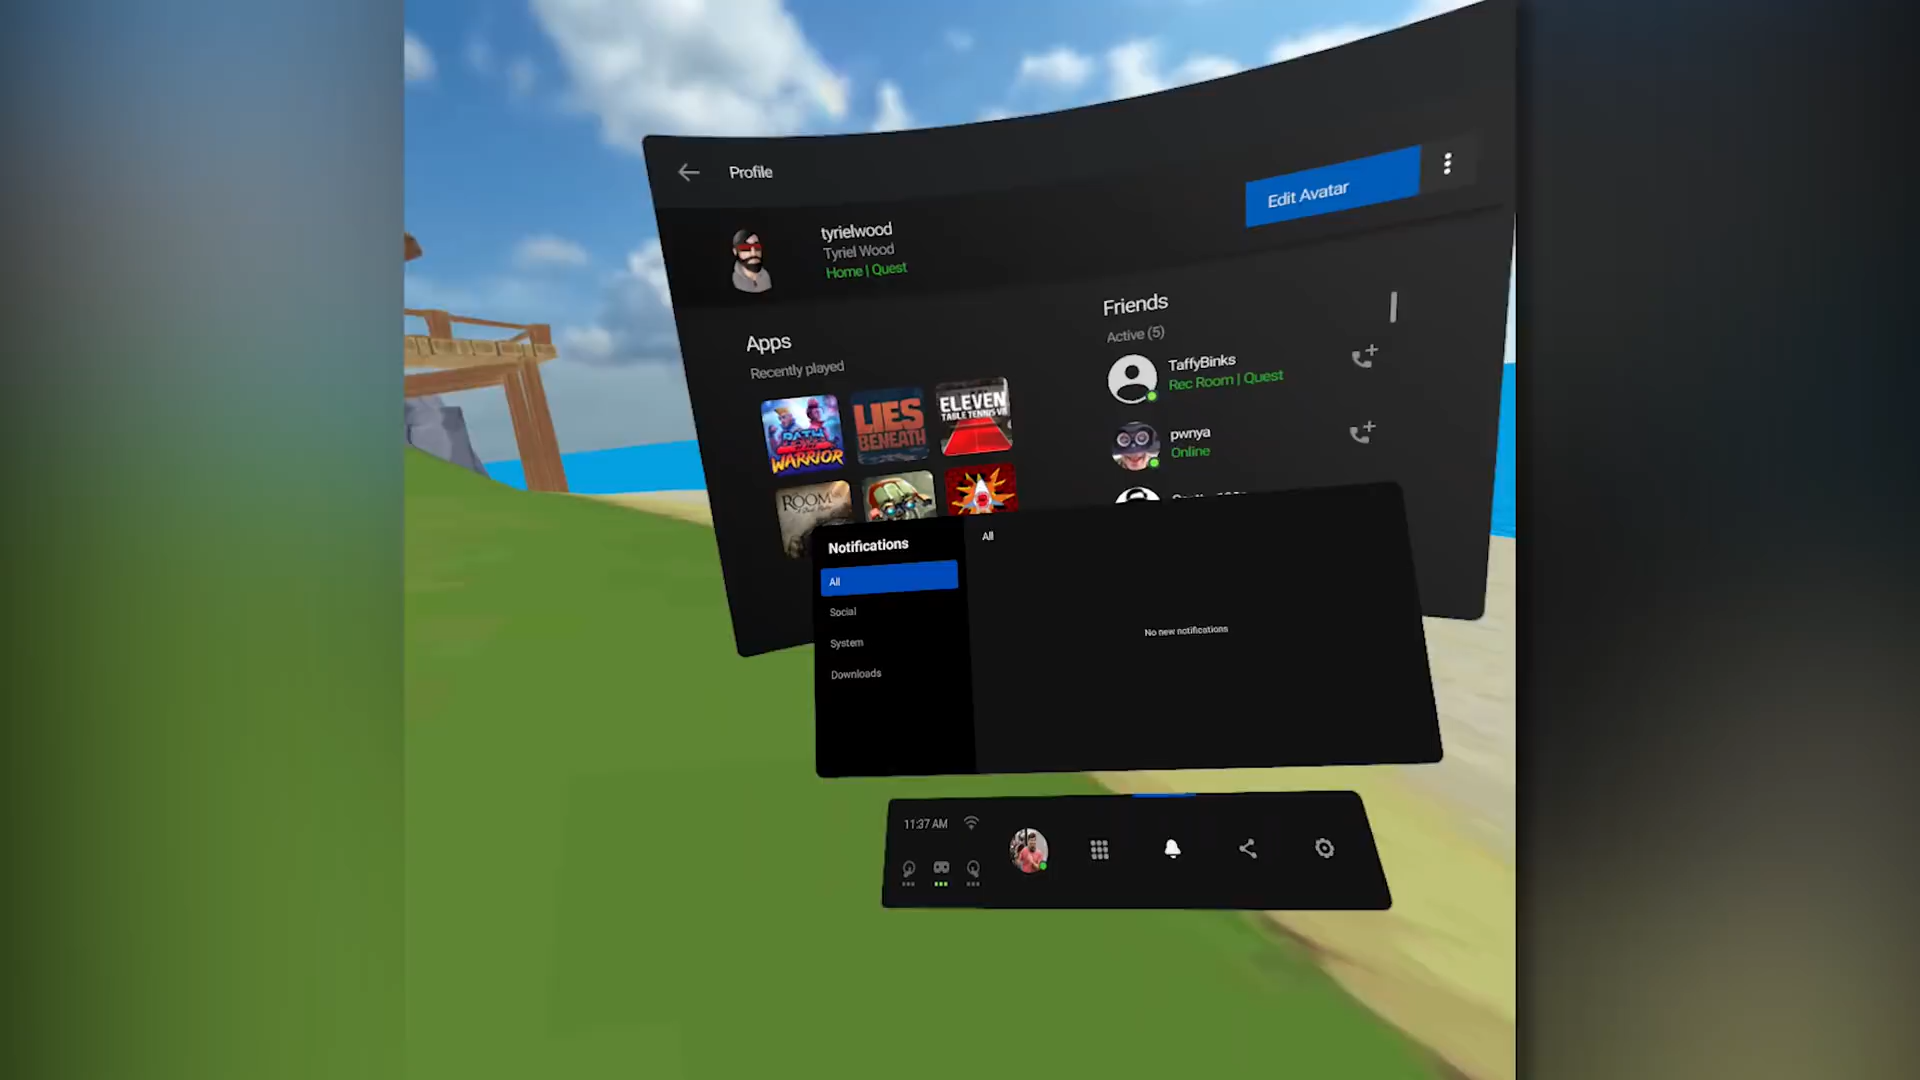 Profile
Edit Avatar
tyrielwood
Tyriel Wood
Home | Quest
Apps
Recently played
PATH
WARRIOR
LIES
BENEATH
ELEVEN
TABLE TENNIS VR
THE
ROOM
Friends
Active (5)
TaffyBinks
Rec Room | Quest
pwnya
Online
Notifications
All
Social
System
Downloads
All
No new notifications
11:37 AM